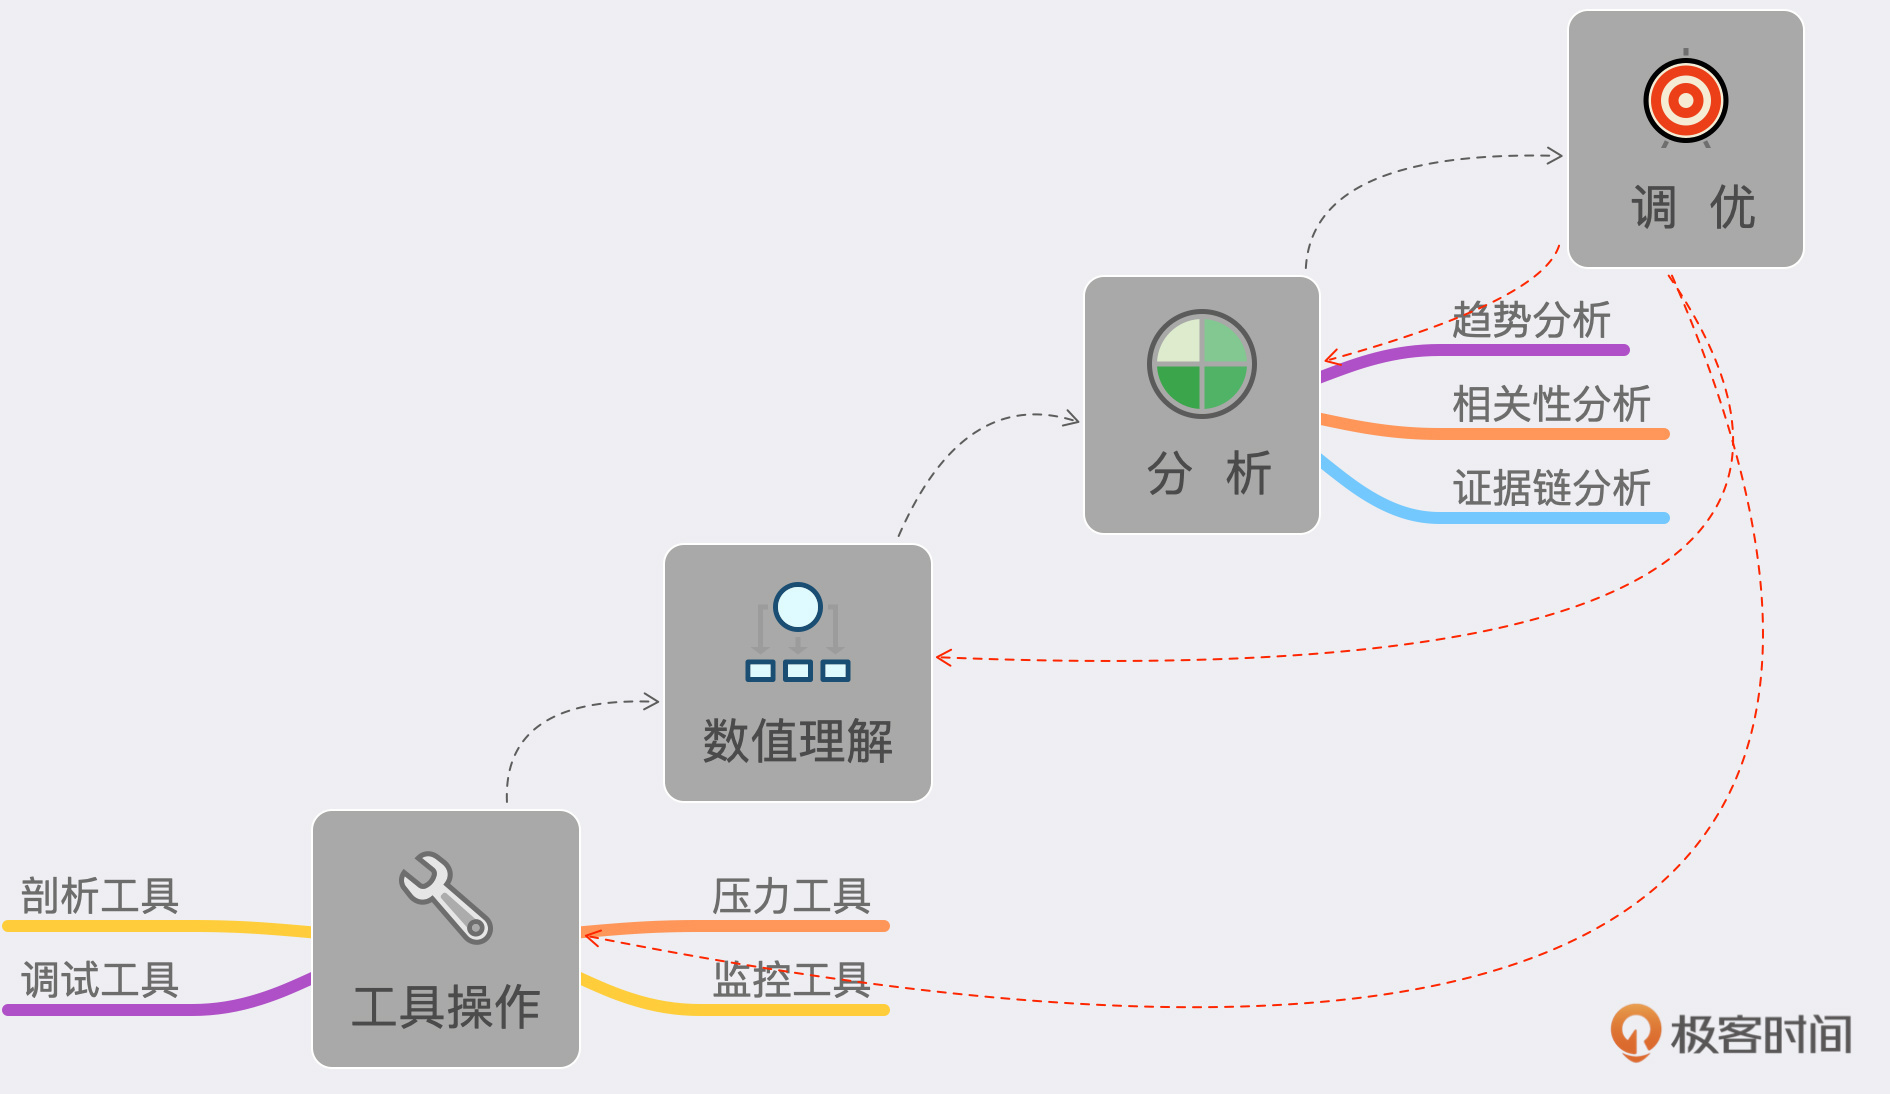 调 优
趋势分析
相关性分析
证据链分析
分 析
数值理解
剖析工具
调试工具
工具操作
压力工具
监控工具
极客时间